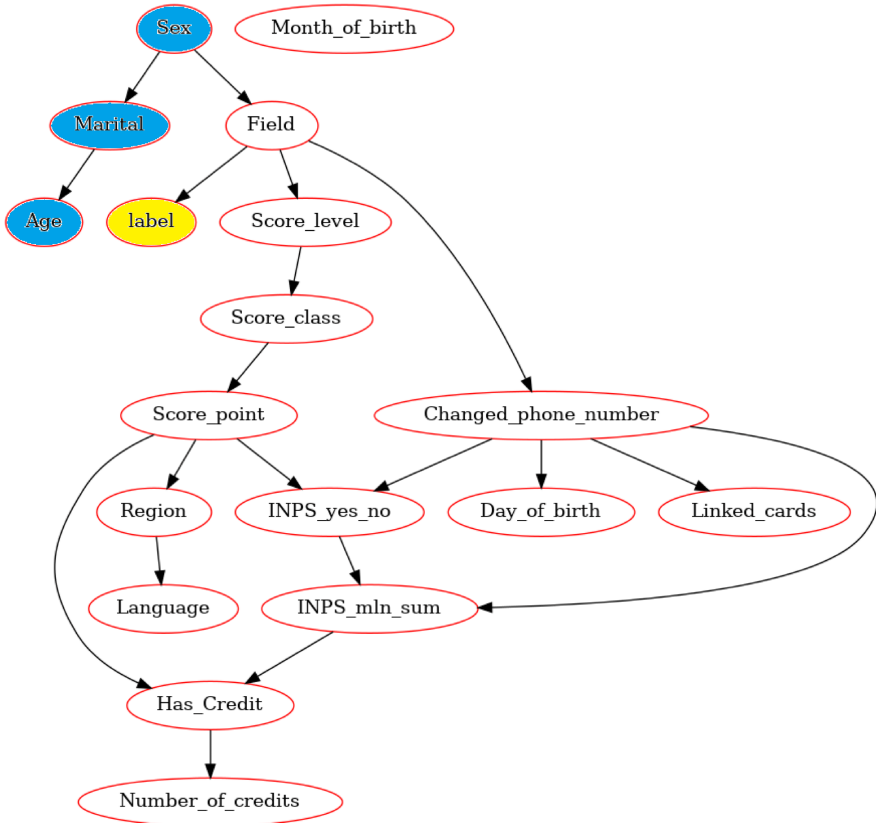 Sex
Month_of_birth
Marital
Field
Age
label
Score_level
Score_class
Score_point
Changed_phone_number
Region
INPS_yes_no
Day_of_birth
Linked_cards
Language
INPS_mln_sum
Has_Credit
Number_of_credits